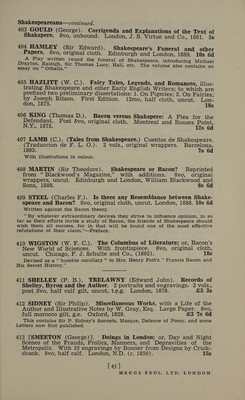 Shakespeareana—continued.
403 GOULD (George). Corrigenda and Explanations of the Text of
Shakspere. 8vo, unbound. London, J. S. Virtue and Co., 1881. 5s
404 HAMLEY (Sir Edward). Shakespeare's Funeral and other
Papers. 8vo, original cloth. Edinburgh and London, 1889. 10s 6d
A Play written round the funeral of Shakespeare, introducing Michael
Drayton, Raleigh, Sir Thomas Lucy, Hall, etc. The volume also contains an
essay on "Othello."
405 HAZLITT (W. C.). Fairy Tales, Legends, and Romances, illus-
trating Shakespeare and other Early English Writers; to which are
prefixed two preliminary dissertations: 1. On Pigmies; 2. On Fairies;
by Joseph Ritson. First Edition. 12mo, half cloth, uncut. Lon-
don, 1875. 18s
406 KING (Thomas D.). Bacon versus Shakspere: A Plea for the
Defendant. Post 8vo, original cloth. Montreal and Rouses Point,
N.Y., 1875. 12s 6d
407 LAMB (C.). (Tales from Shakespeare.) Cuentos de Shakespeare.
(Traduccion de F. L. O.). 2 vols., original wrappers. Barcelona,
1893. 7s 6d
With illustrations in colour.
408 MARTIN (Sir Theodore). Shakespeare or Bacon? Reprinted
from "Blackwood's Magazine," with additions. 8vo, original
wrappers, uncut. Edinburgh and London, William Blackwood and
Sons, 1888. 8s 6d
409 STEEL (Charles F.). Is there any Resemblance between Shake-
speare and Bacon? 8vo, original cloth, uncut. London, 1888. 10s 6d
Written against the Bacon theory.
"By whatever extraordinary devices they strive to influence opinion, in so
far as their efforts invite a study of Bacon, the friends of Shakespeare should
wish them all success, for in that will be found one of the most effective
refutations of their claim."—Preface.
410 WIGSTON (W. F. C.). The Columbus of Literature; or, Bacon's
New World of Sciences. With frontispiece. 8vo, original cloth,
uncut. Chicago, F. J. Schulte and Co., (1892). 18s
Devised as a "humble corollary" to Mrs. Henry Pott's "Francis Bacon and
His Secret History."
411 [SHELLEY (P. B.). TRELAWNY (Edward John). Records of
Shelley, Byron and the Author. 2 portraits and engravings. 2 vols.,
post 8vo, half calf gilt, uncut, t.e.g. London, 1878. £3 3s
412 SIDNEY (Sir Philip). Miscellaneous Works, with a Life of the
Author and Illustrative Notes by W. Gray, Esq. Large Paper. 8vo,
full morocco gilt, g.e. Oxford, 1829. £3 7s 6d
This contains Sir P. Sidney's Sonnets, Masque, Defence of Poesy, and some
Letters now first published.
413 [SMEETON (George)]. Doings in London; or, Day and Night
Scenes of the Frauds, Frolics, Manners, and Depravities of the
Metropolis. With 33 engravings by Bonner from Designs by Cruik-
shank. 8vo, half calf. London, N.D. (c. 1850). 15s
[ 43 ]
MAGGS BROS. LTD. LONDON